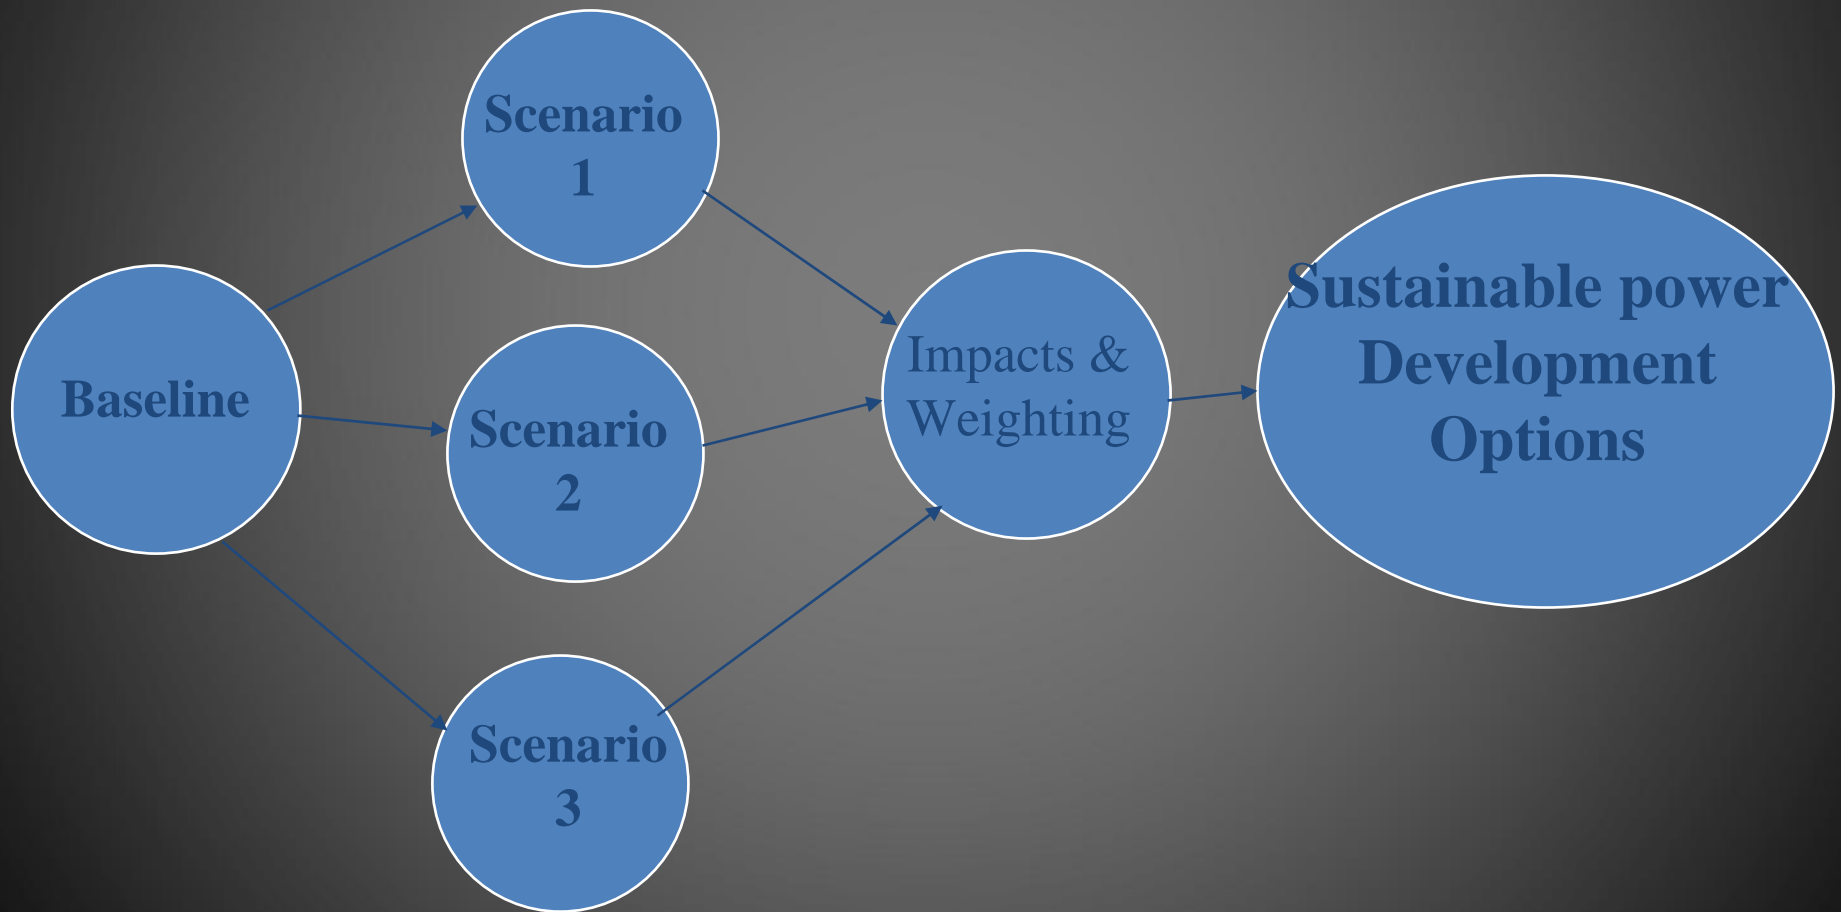 Baseline
Scenario
1
Scenario
2
Scenario
3
Impacts &
Weighting
Sustainable power
Development
Options